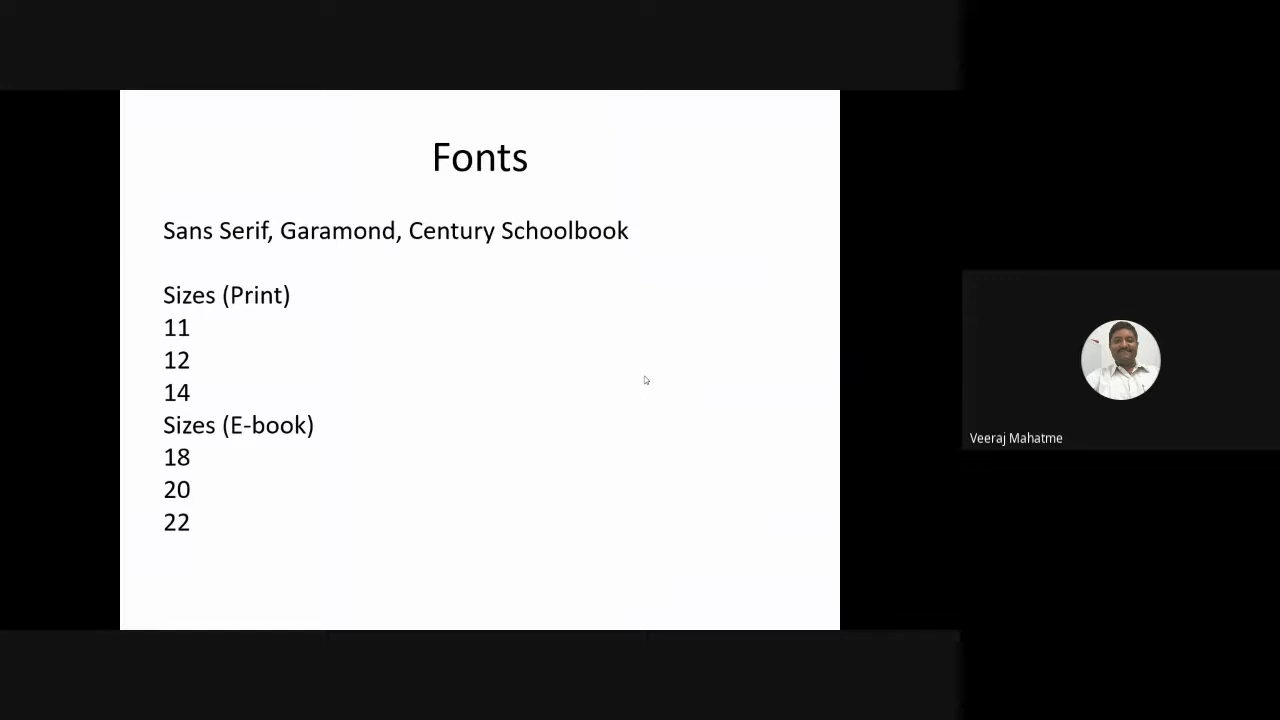 Fonts
Sans Serif, Garamond, Century Schoolbook
Sizes (Print)
11
12
14
Sizes (E-book)
18
20
22
Veeraj Mahatme